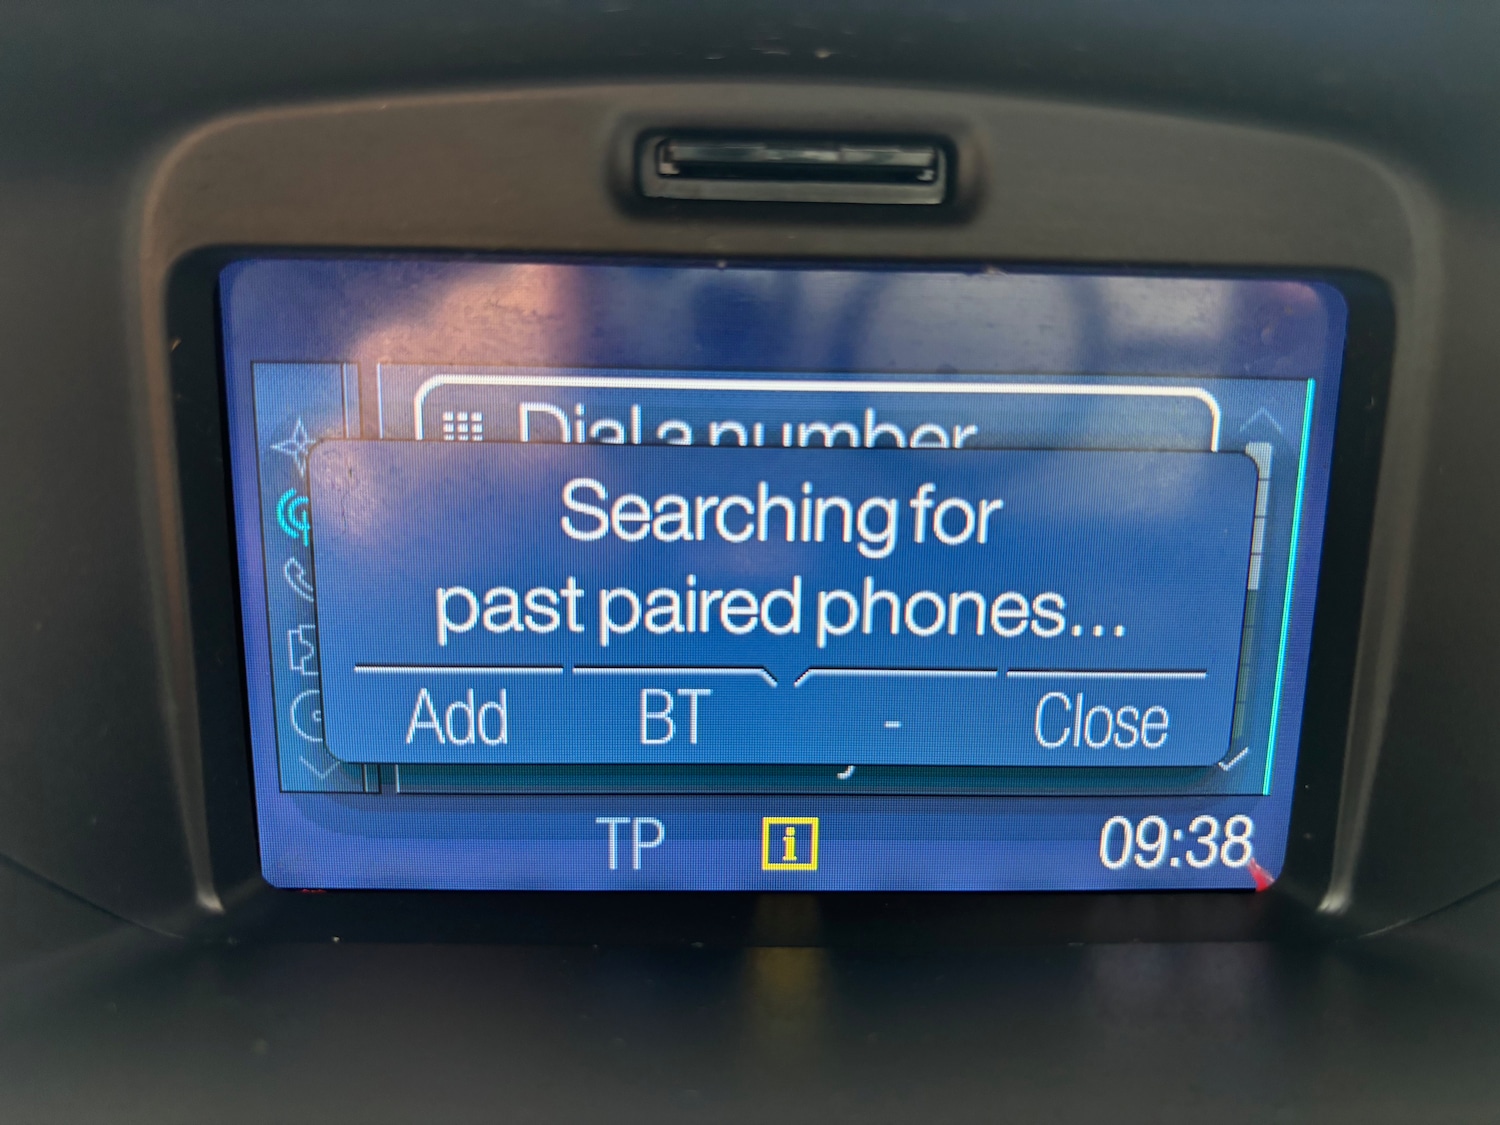 Dial a number
Searching for
past paired phones...
Add BT - Close
TP i 09:38